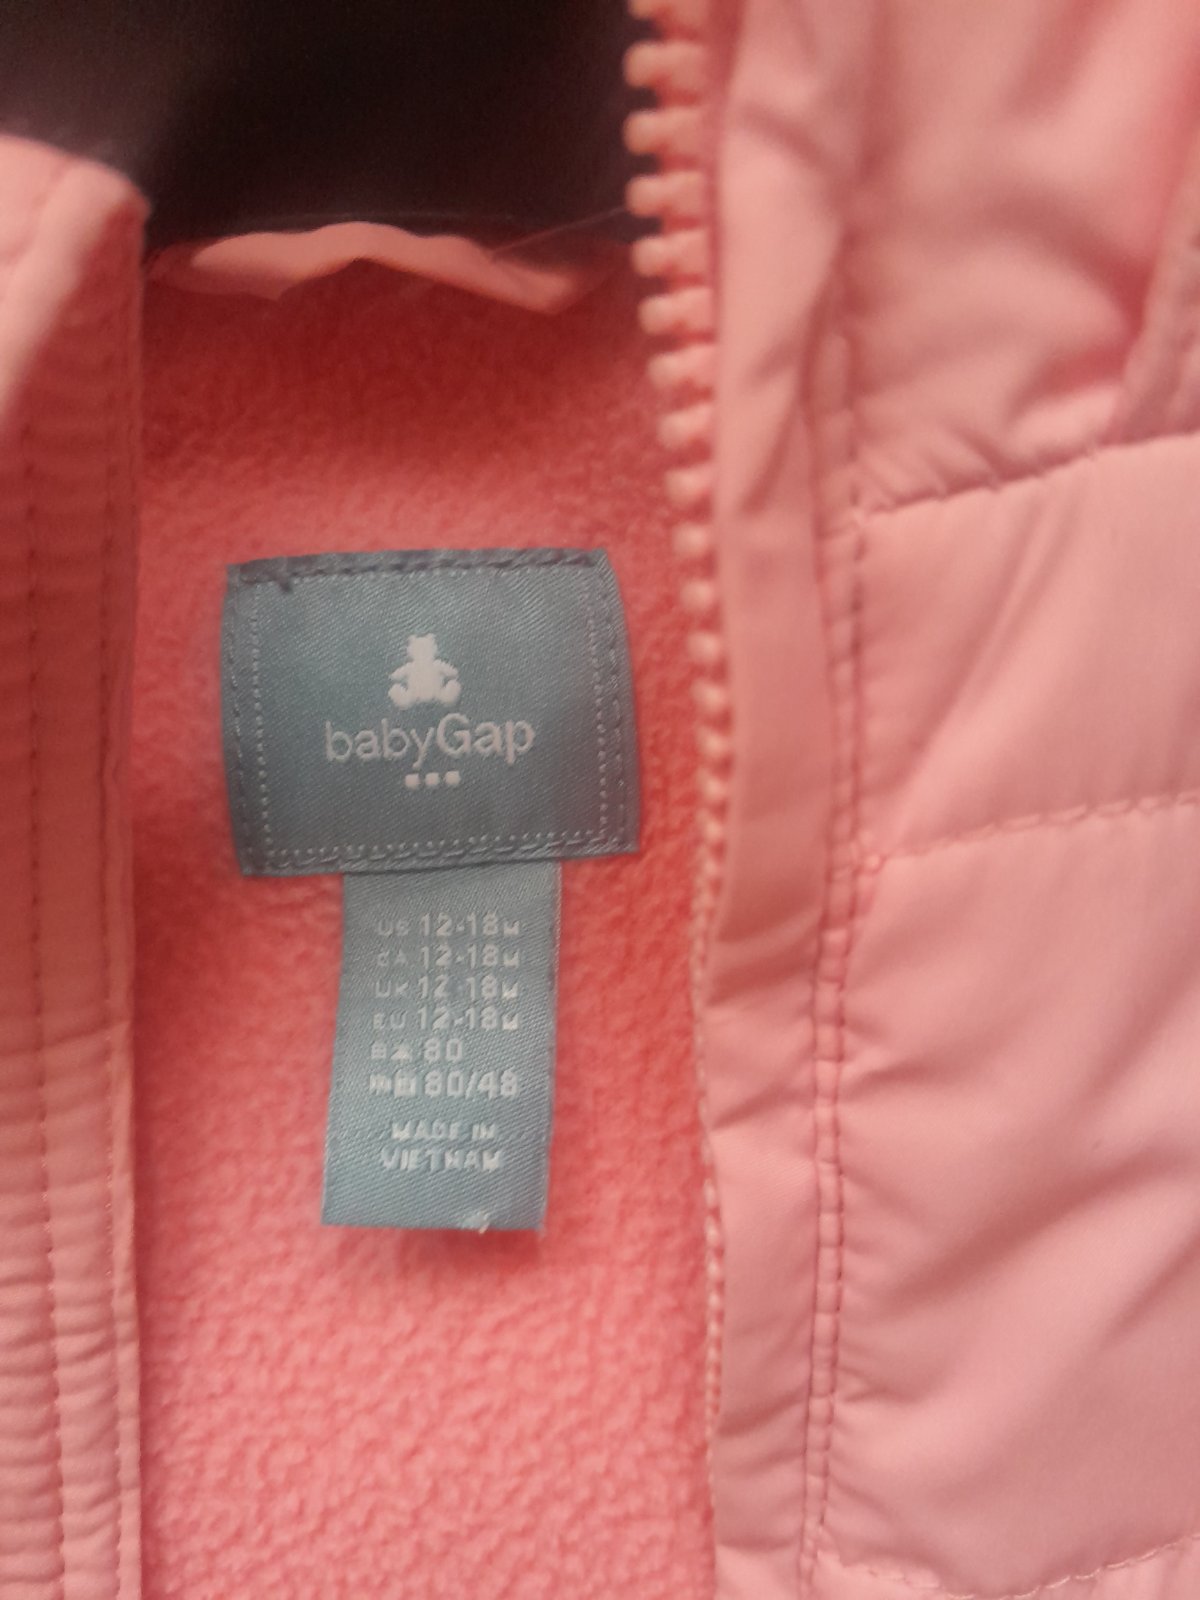 babyGap
US 12-18M
CA 12-18M
UK 12-18M
EU 12-18M
80
80/48
MADE IN
VIETNAM